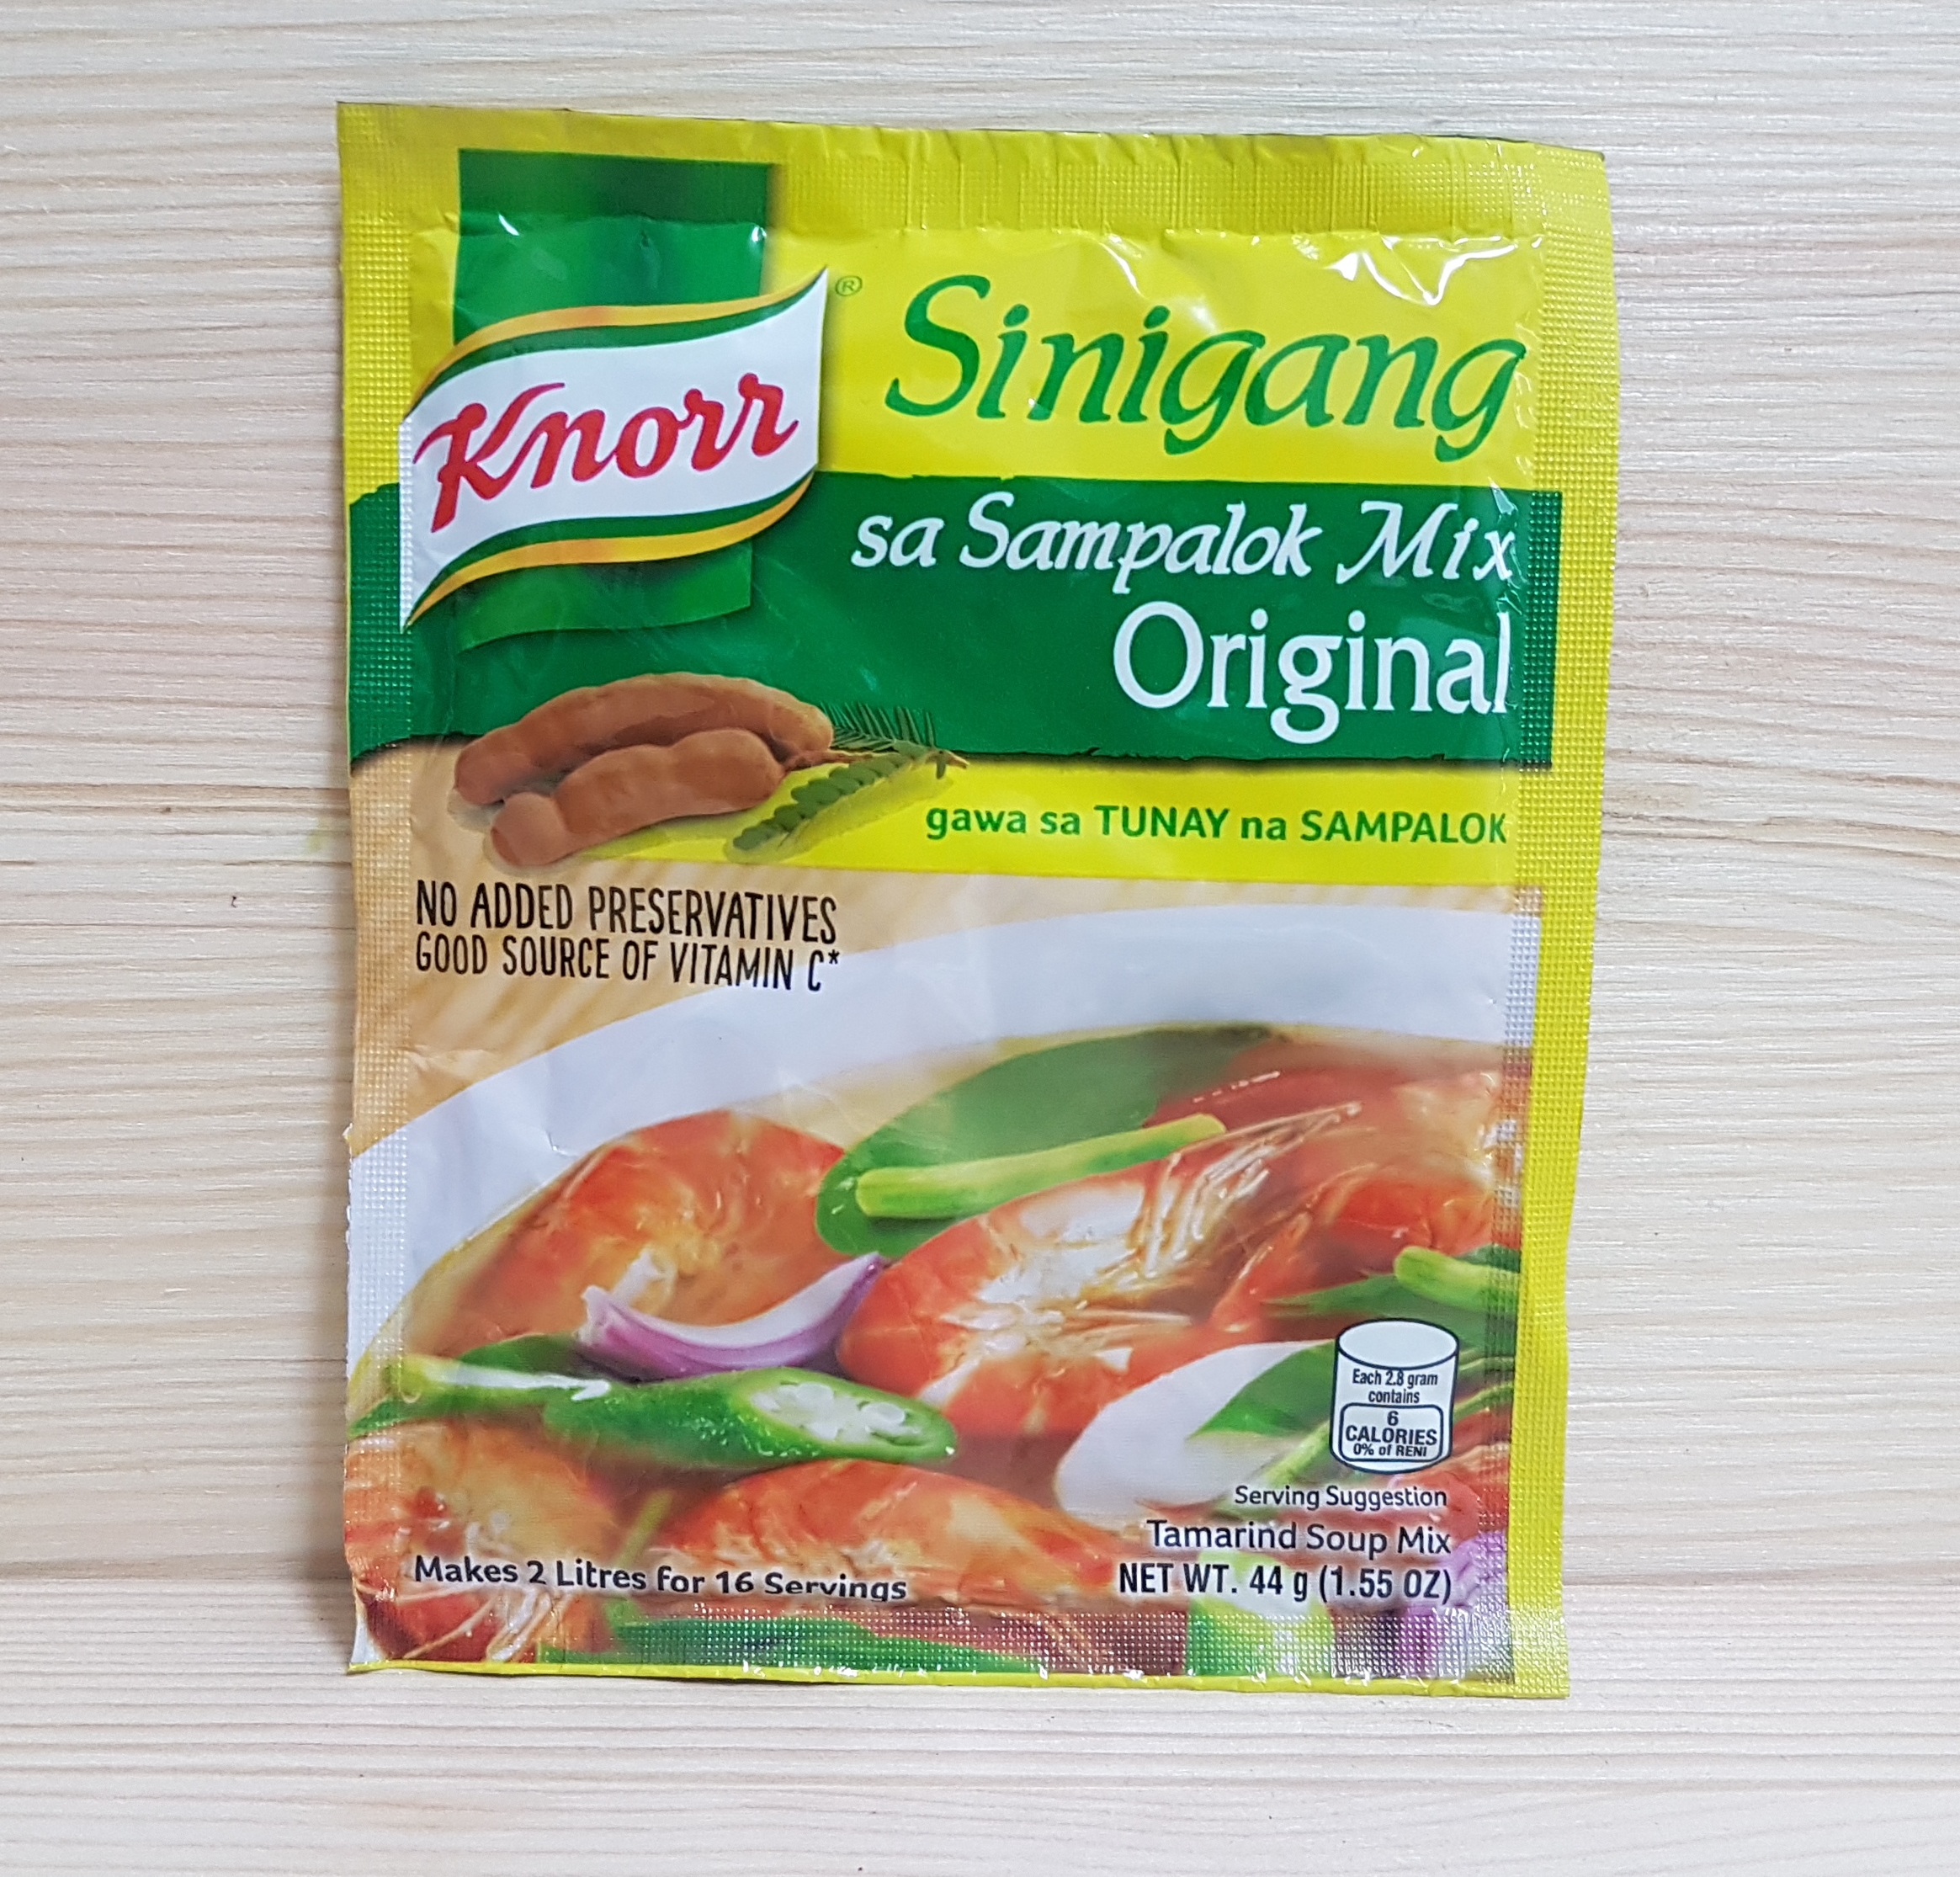 Knorr®
Sinigang
sa Sampalok Mix
Original
gawa sa TUNAY na SAMPALOK
NO ADDED PRESERVATIVES
GOOD SOURCE OF VITAMIN C*
Each 2.8 gram
contains
6
CALORIES
0% of RENI
Serving Suggestion
Tamarind Soup Mix
Makes 2 Litres for 16 Servings
NET WT. 44 g (1.55 OZ)